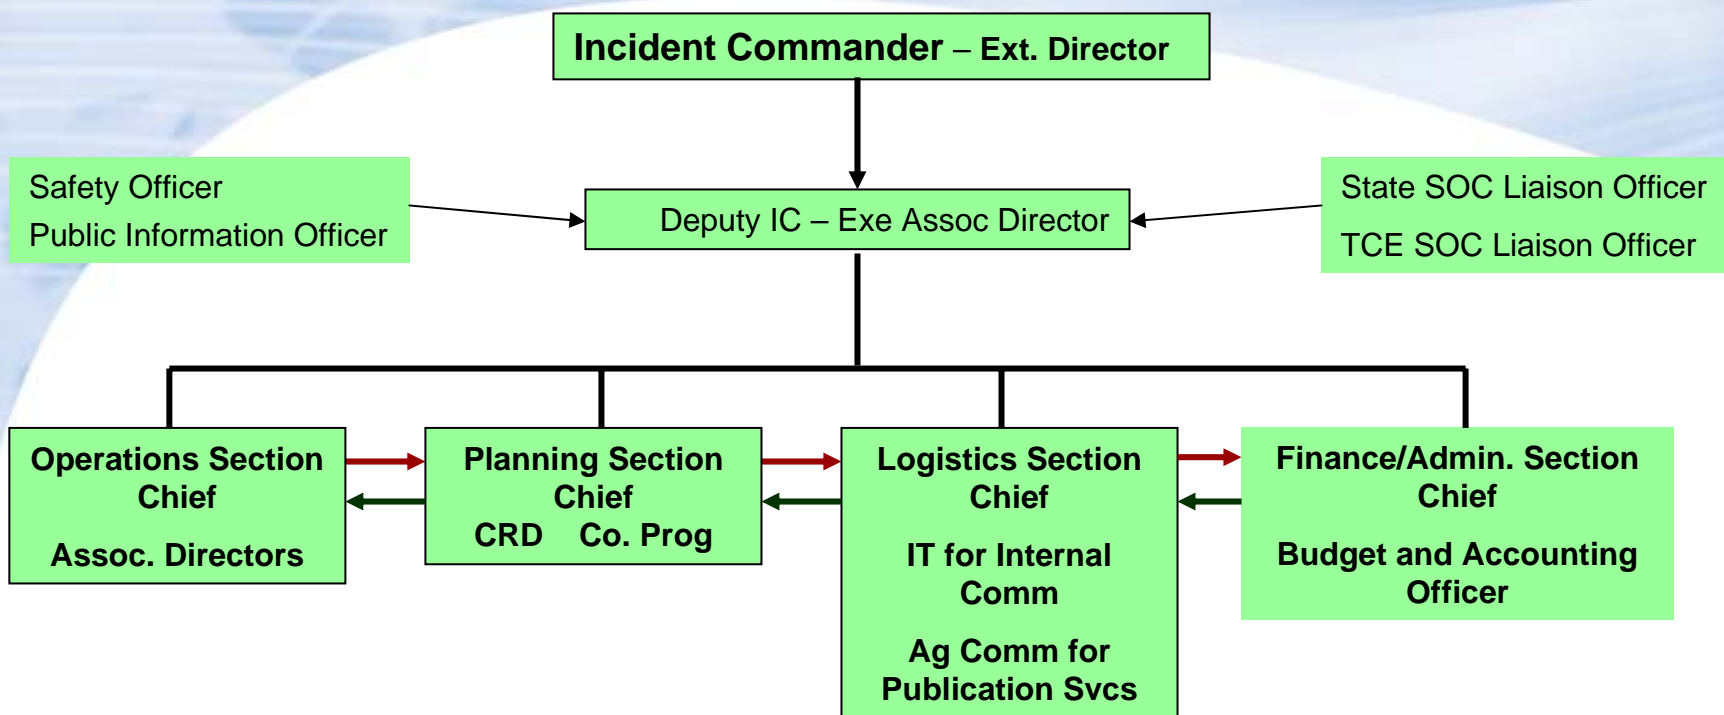 Incident Commander – Ext. Director
Safety Officer
Public Information Officer
Deputy IC – Exe Assoc Director
State SOC Liaison Officer
TCE SOC Liaison Officer
Operations Section
Chief
Assoc. Directors
Planning Section
Chief
CRD Co. Prog
Logistics Section
Chief
IT for Internal
Comm
Ag Comm for
Publication Svcs
Finance/Admin. Section
Chief
Budget and Accounting
Officer